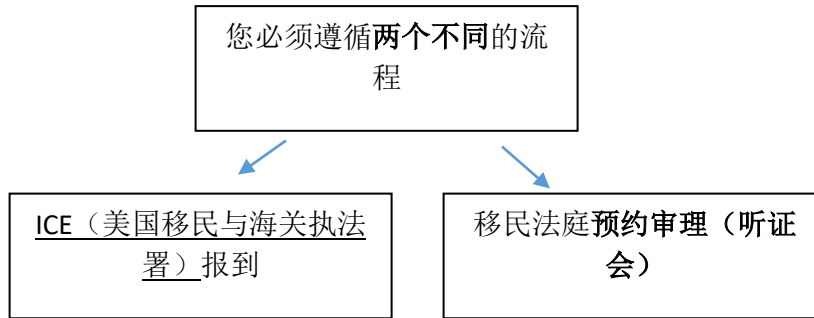 您必须遵循两个不同的流
程
ICE（美国移民与海关执法
署）报到
移民法庭预约审理（听证
会）